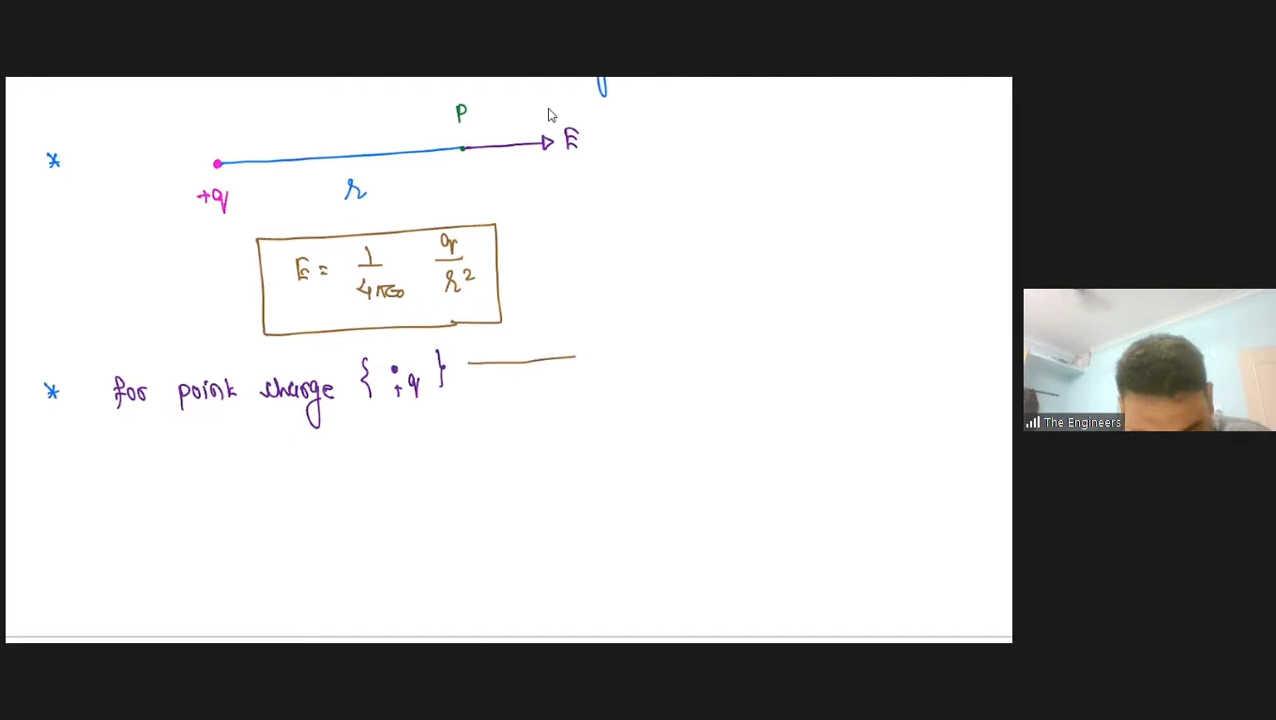 P
* E
+q r
E = 1/4πε0 q/r²
* for point charge { +q }
The Engineers